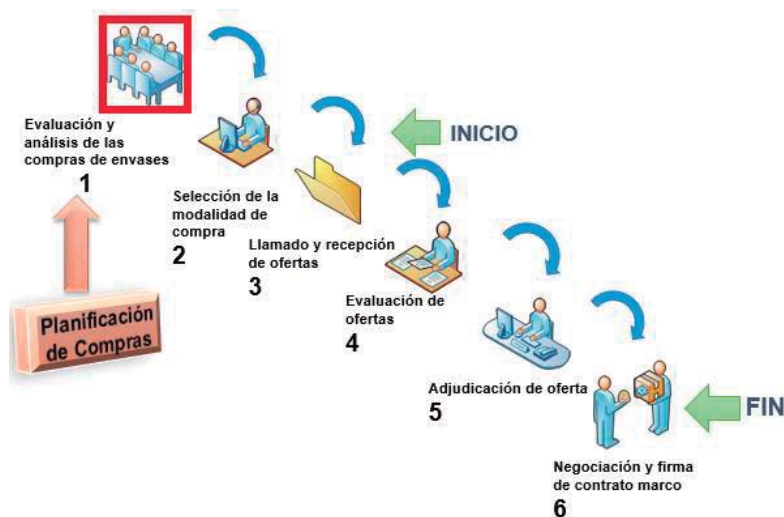 Evaluación y
análisis de las
compras de envases
1
INICIO
Selección de la
modalidad de
compra
2
Llamado y recepción
de ofertas
3
Evaluación de
ofertas
4
Planificación
de Compras
Adjudicación de oferta
5
FIN
Negociación y firma
de contrato marco
6